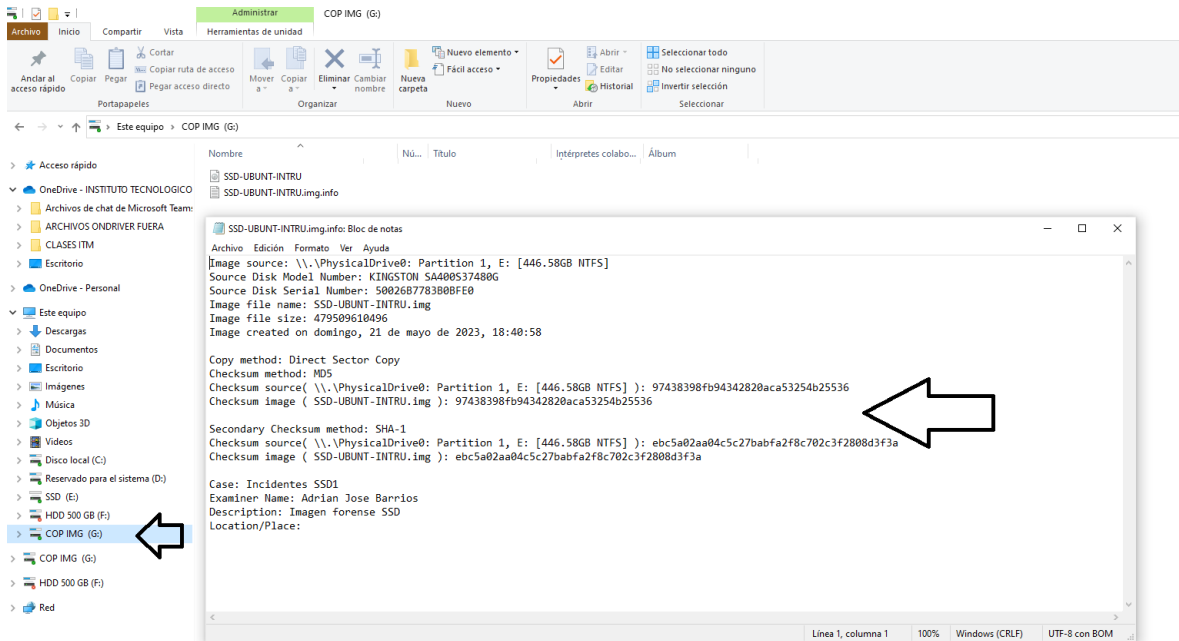 Administrar
COP IMG (G:)
Archivo Inicio Compartir Vista Herramientas de unidad
Anclar al acceso rápido
Copiar
Pegar
Cortar
Copiar ruta de acceso
Pegar acceso directo
Portapapeles
Mover a
Copiar a
Eliminar
Cambiar nombre
Organizar
Nueva carpeta
Nuevo elemento
Fácil acceso
Nuevo
Propiedades
Abrir
Editar
Historial
Abrir
Seleccionar todo
No seleccionar ninguno
Invertir selección
Seleccionar
Este equipo > COP IMG (G:)
Nombre Nú... Título Intérpretes colabo... Álbum
SSD-UBUNT-INTRU
SSD-UBUNT-INTRU.img.info
Acceso rápido
OneDrive - INSTITUTO TECNOLOGICO
Archivos de chat de Microsoft Teams
ARCHIVOS ONDRIVER FUERA
CLASES ITM
Escritorio
OneDrive - Personal
Este equipo
Descargas
Documentos
Escritorio
Imágenes
Música
Objetos 3D
Videos
Disco local (C:)
Reservado para el sistema (D:)
SSD (E:)
HDD 500 GB (F:)
COP IMG (G:)
COP IMG (G:)
HDD 500 GB (F:)
Red
SSD-UBUNT-INTRU.img.info: Bloc de notas
Archivo Edición Formato Ver Ayuda
Image source: \\.\PhysicalDrive0: Partition 1, E: [446.58GB NTFS]
Source Disk Model Number: KINGSTON SA400S37480G
Source Disk Serial Number: 50026B7783B0BFE0
Image file name: SSD-UBUNT-INTRU.img
Image file size: 479509610496
Image created on domingo, 21 de mayo de 2023, 18:40:58
Copy method: Direct Sector Copy
Checksum method: MD5
Checksum source( \\.\PhysicalDrive0: Partition 1, E: [446.58GB NTFS] ): 97438398fb94342820aca53254b25536
Checksum image ( SSD-UBUNT-INTRU.img ): 97438398fb94342820aca53254b25536
Secondary Checksum method: SHA-1
Checksum source( \\.\PhysicalDrive0: Partition 1, E: [446.58GB NTFS] ): ebc5a02aa04c5c27babfa2f8c702c3f2808d3f3a
Checksum image ( SSD-UBUNT-INTRU.img ): ebc5a02aa04c5c27babfa2f8c702c3f2808d3f3a
Case: Incidentes SSD1
Examiner Name: Adrian Jose Barrios
Description: Imagen forense SSD
Location/Place:
Línea 1, columna 1 100% Windows (CRLF) UTF-8 con BOM